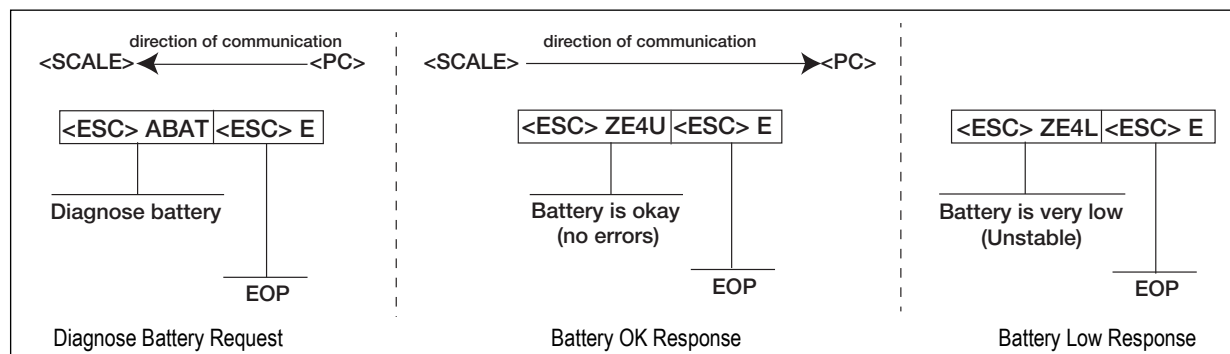 direction of communication
<SCALE> <PC>
<ESC> ABAT <ESC> E
Diagnose battery
EOP
Diagnose Battery Request
direction of communication
<SCALE> <PC>
<ESC> ZE4U <ESC> E
Battery is okay
(no errors)
EOP
Battery OK Response
<ESC> ZE4L <ESC> E
Battery is very low
(Unstable)
EOP
Battery Low Response